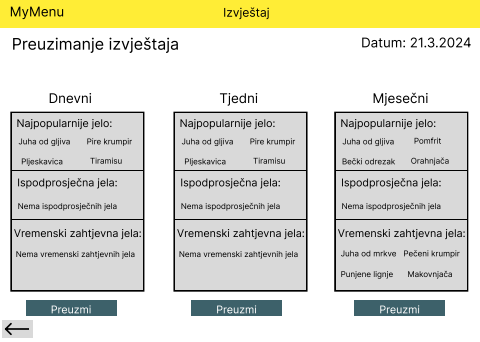 MyMenu
Izvještaj
Preuzimanje izvještaja
Datum: 21.3.2024
Dnevni
Tjedni
Mjesečni
Najpopularnije jelo:
Juha od gljiva Pire krumpir
Pljeskavica Tiramisu
Ispodprosječna jela:
Nema ispodprosječnih jela
Vremenski zahtjevna jela:
Nema vremenski zahtjevnih jela
Preuzmi
Najpopularnije jelo:
Juha od gljiva Pire krumpir
Pljeskavica Tiramisu
Ispodprosječna jela:
Nema ispodprosječnih jela
Vremenski zahtjevna jela:
Nema vremenski zahtjevnih jela
Preuzmi
Najpopularnije jelo:
Juha od gljiva Pomfrit
Bečki odrezak Orahnjača
Ispodprosječna jela:
Nema ispodprosječnih jela
Vremenski zahtjevna jela:
Juha od mrkve Pečeni krumpir
Punjene lignje Makovnjača
Preuzmi